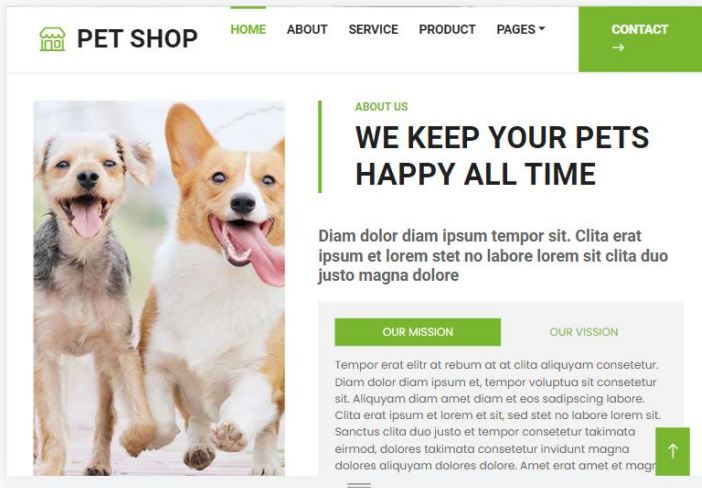 PET SHOP
HOME
ABOUT
SERVICE
PRODUCT
PAGES
CONTACT
ABOUT US
WE KEEP YOUR PETS
HAPPY ALL TIME
Diam dolor diam ipsum tempor sit. Clita erat
ipsum et lorem stet no labore lorem sit clita duo
justo magna dolore
OUR MISSION
OUR VISSION
Tempor erat elitr at rebum at at clita aliquyam consetetur.
Diam dolor diam ipsum et, tempor voluptua sit consetetur
sit. Aliquyam diam amet diam et eos sadipscing labore.
Clita erat ipsum et lorem et sit, sed stet no labore lorem sit.
Sanctus clita duo justo et tempor consetetur takimata
eirmod, dolores takimata consetetur invidunt magna
dolores aliquyam dolores dolore. Amet erat amet et